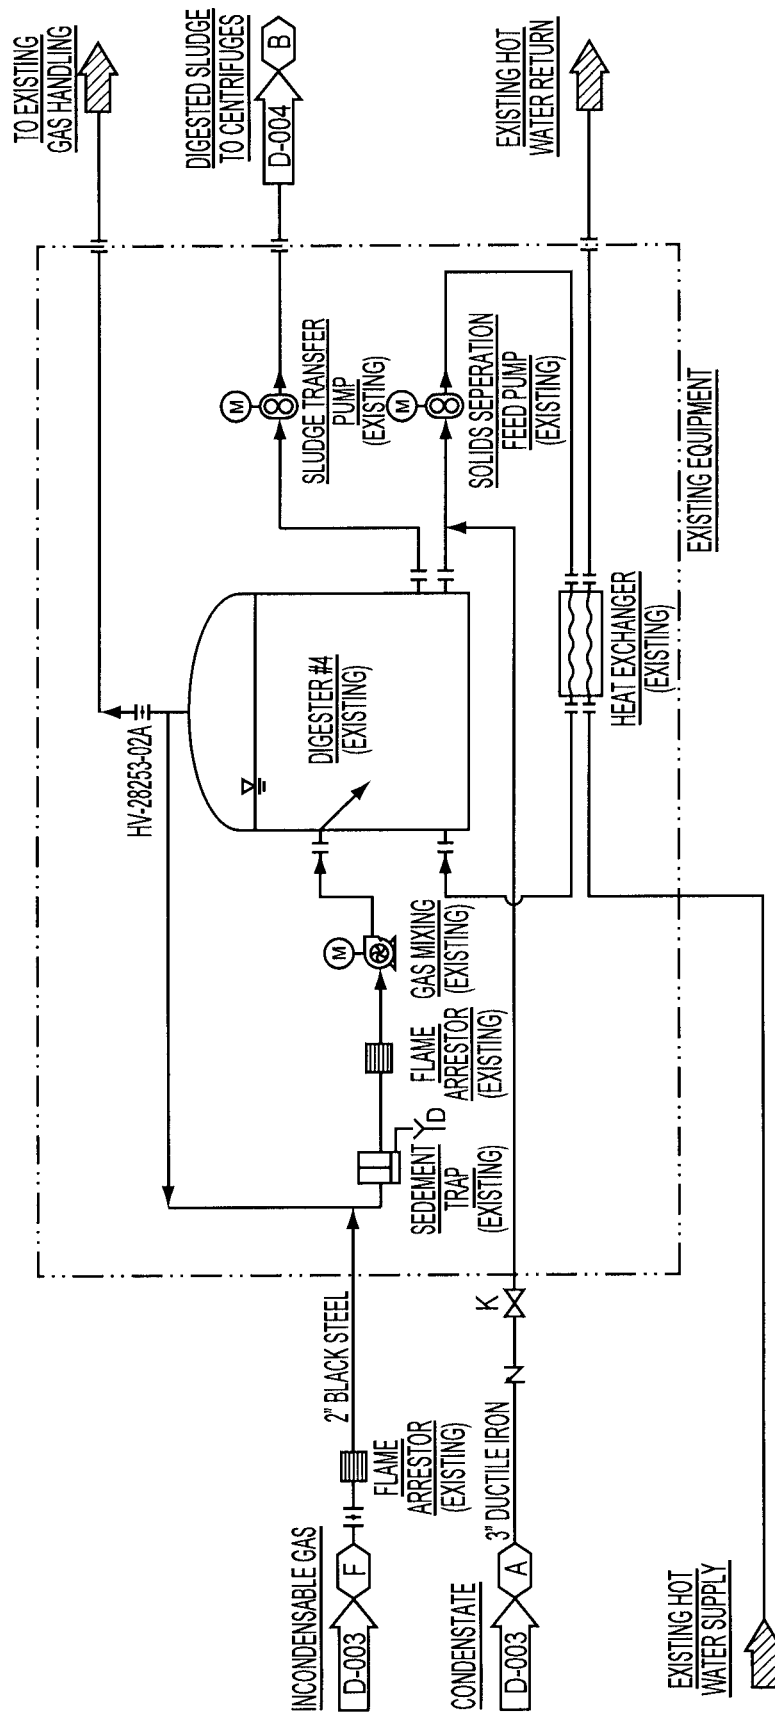 TO EXISTING
GAS HANDLING
DIGESTED SLUDGE
TO CENTRIFUGES
D-004
B
EXISTING HOT
WATER RETURN
HV-28253-02A
M
SLUDGE TRANSFER
PUMP
(EXISTING)
M
SOLIDS SEPERATION
FEED PUMP
(EXISTING)
EXISTING EQUIPMENT
DIGESTER #4
(EXISTING)
HEAT EXCHANGER
(EXISTING)
M
GAS MIXING
(EXISTING)
FLAME
ARRESTOR
(EXISTING)
SEDEMENT
TRAP
(EXISTING)
D
2" BLACK STEEL
K
FLAME
ARRESTOR
(EXISTING)
3" DUCTILE IRON
INCONDENSABLE GAS
D-003
F
CONDENSTATE
D-003
A
EXISTING HOT
WATER SUPPLY